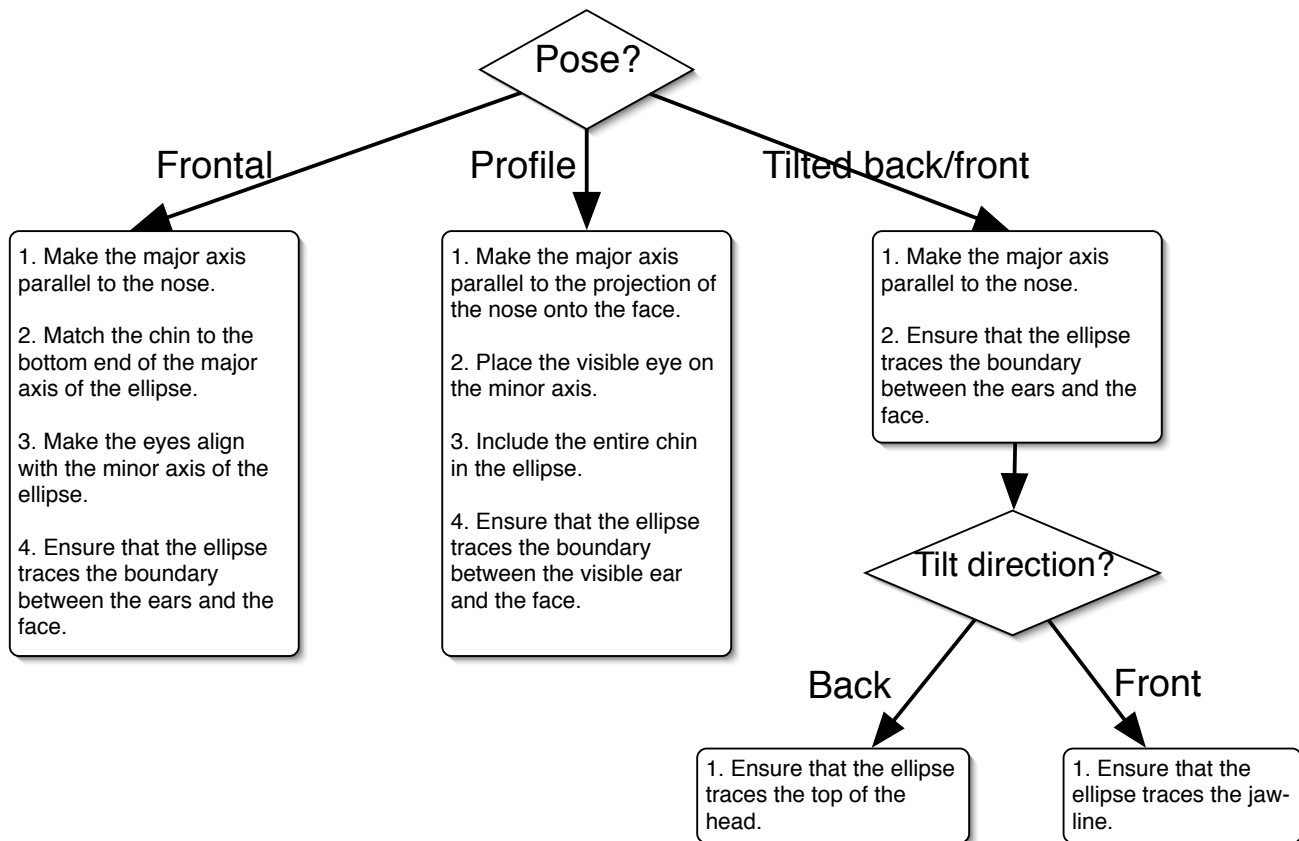 Pose?
Frontal
Profile
Tilted back/front
1. Make the major axis
parallel to the nose.
2. Match the chin to the
bottom end of the major
axis of the ellipse.
3. Make the eyes align
with the minor axis of the
ellipse.
4. Ensure that the ellipse
traces the boundary
between the ears and the
face.
1. Make the major axis
parallel to the projection of
the nose onto the face.
2. Place the visible eye on
the minor axis.
3. Include the entire chin
in the ellipse.
4. Ensure that the ellipse
traces the boundary
between the visible ear
and the face.
1. Make the major axis
parallel to the nose.
2. Ensure that the ellipse
traces the boundary
between the ears and the
face.
Tilt direction?
Back
Front
1. Ensure that the ellipse
traces the top of the
head.
1. Ensure that the
ellipse traces the jaw-
line.